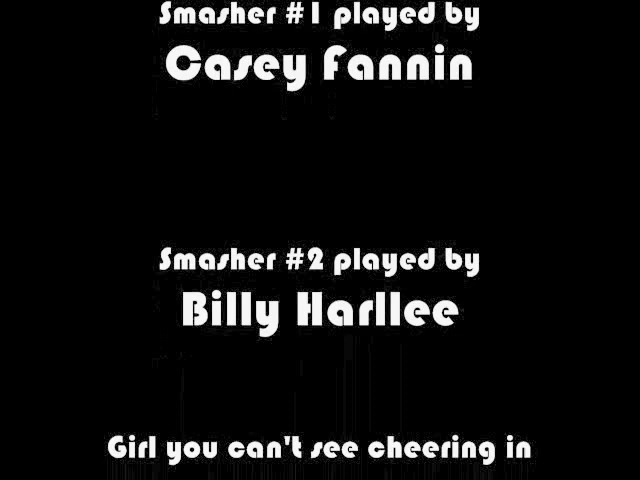 Smasher #1 played by
Casey Fannin
Smasher #2 played by
Billy Harllee
Girl you can't see cheering in